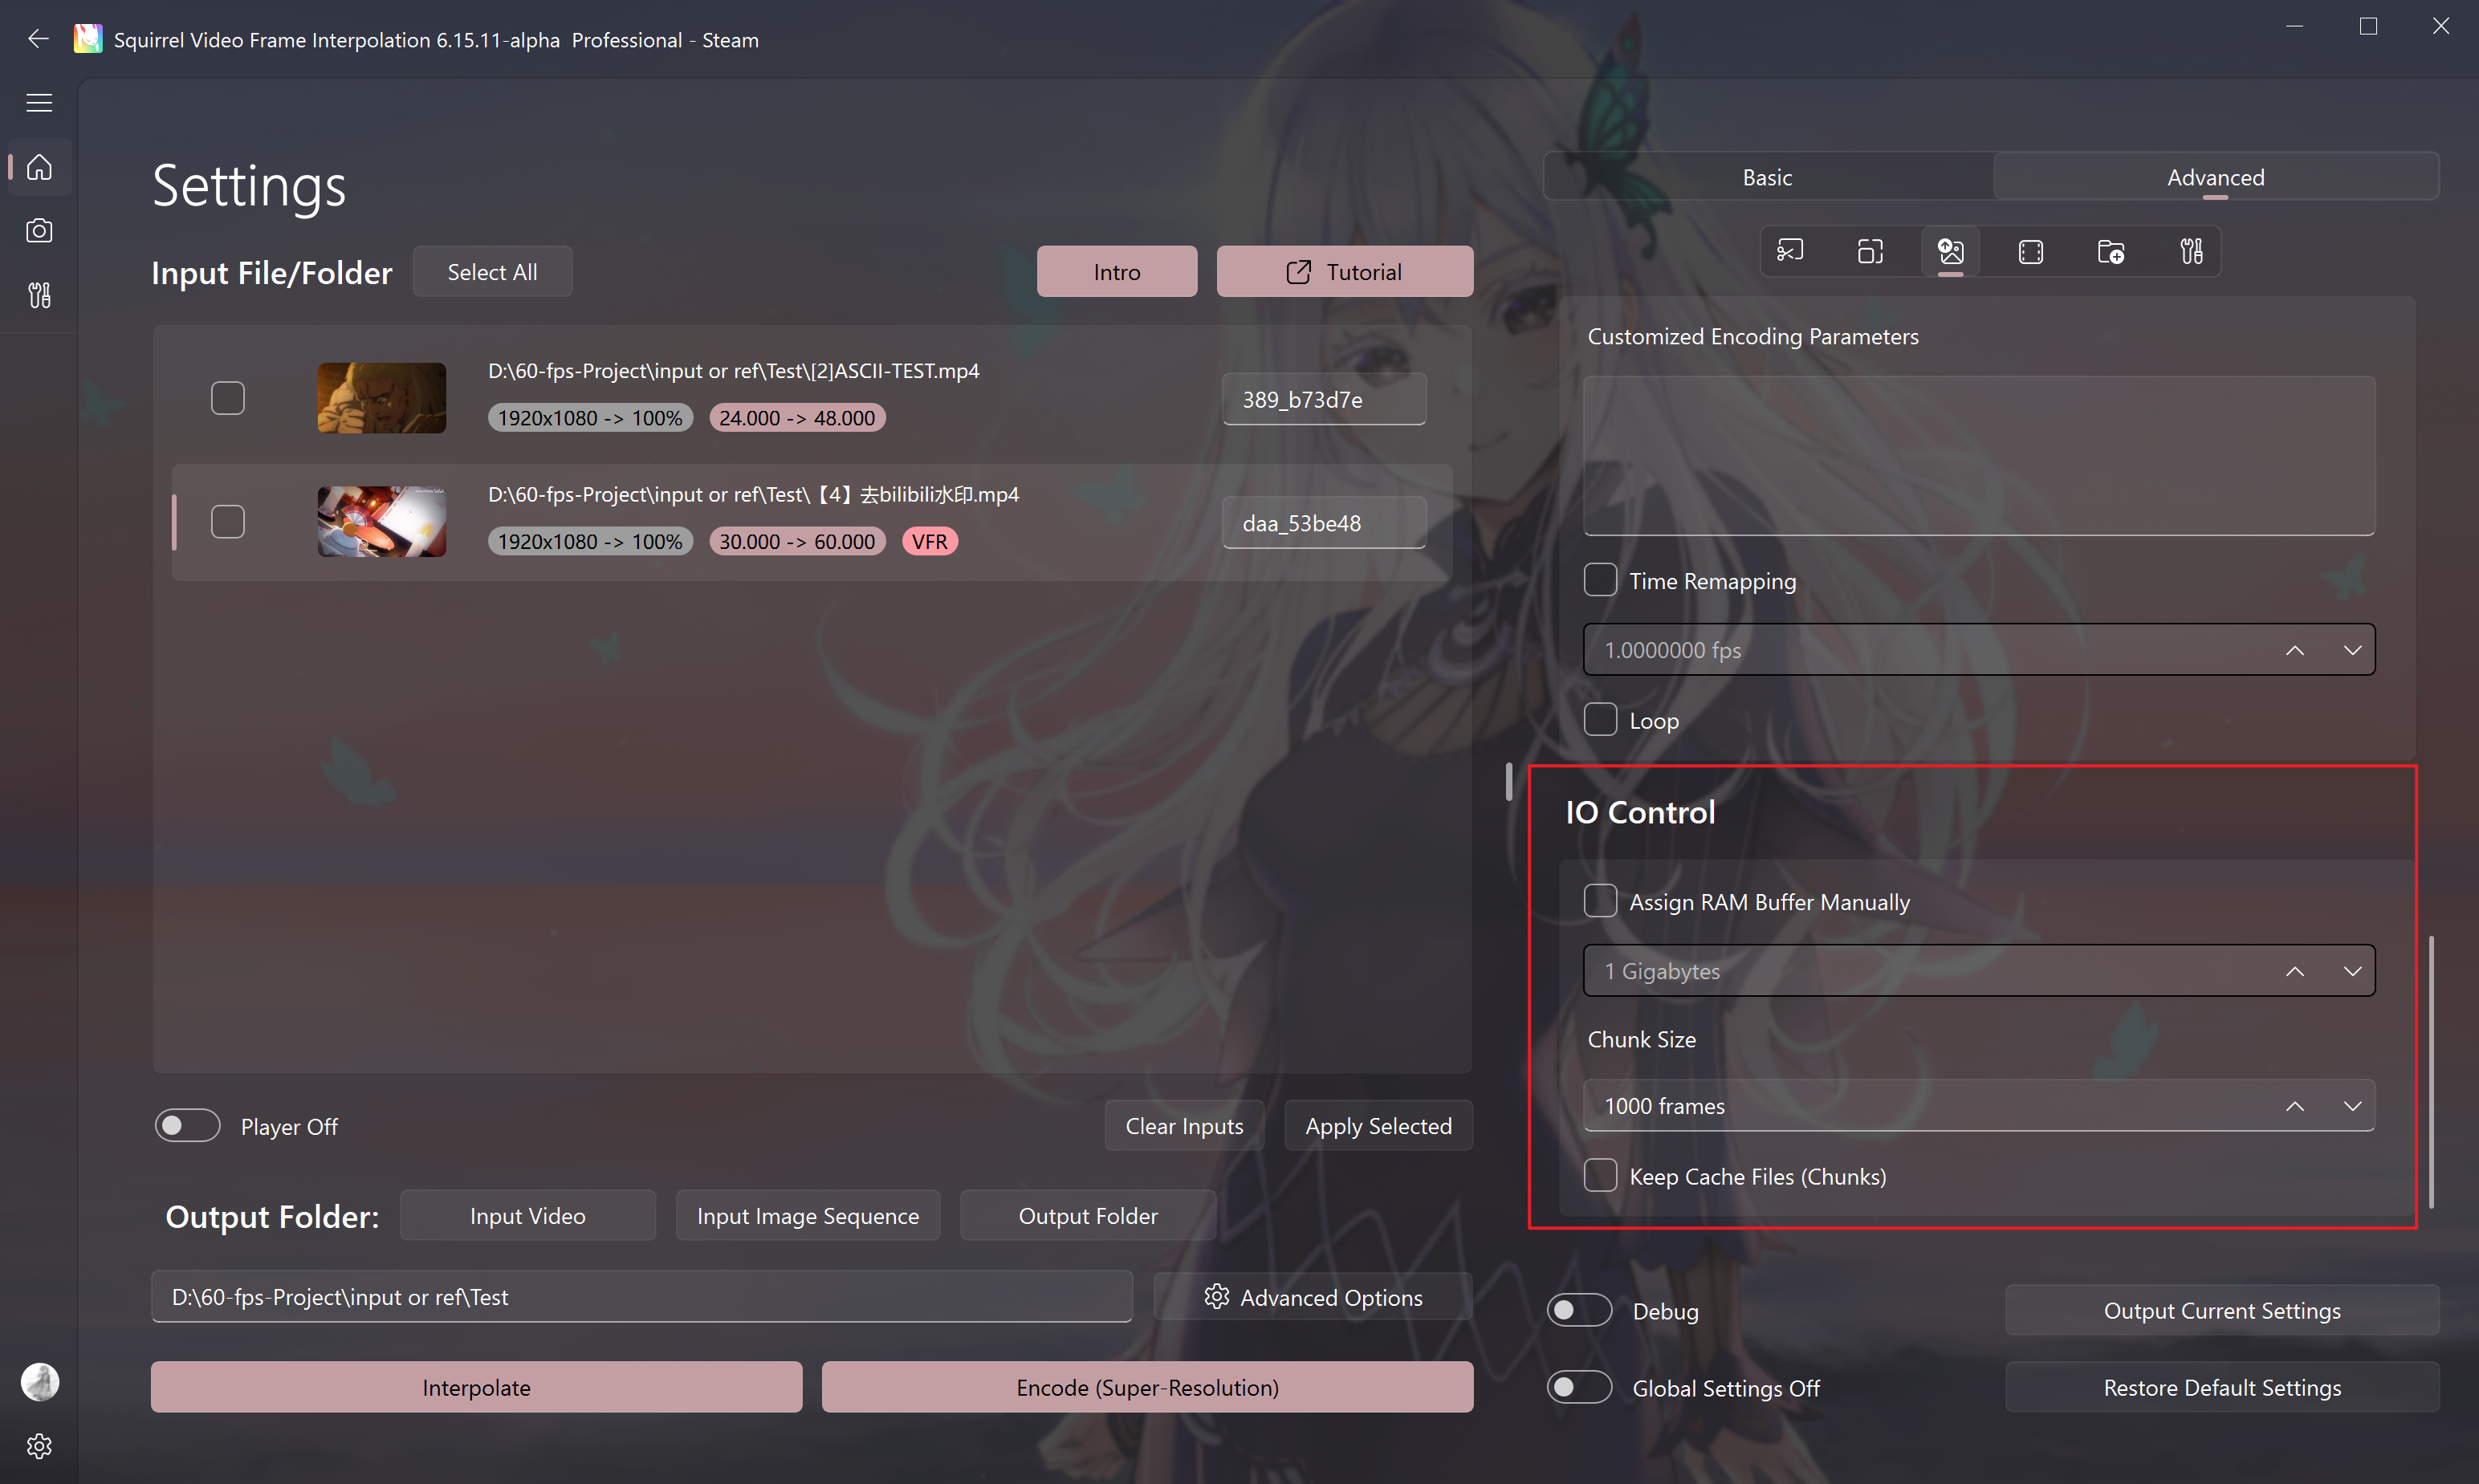 Squirrel Video Frame Interpolation 6.15.11-alpha  Professional - Steam
Settings
Input File/Folder
Select All
Intro
Tutorial
D:\60-fps-Project\input or ref\Test\[2]ASCII-TEST.mp4
1920x1080 -> 100%
24.000 -> 48.000
389_b73d7e
D:\60-fps-Project\input or ref\Test\【4】去bilibili水印.mp4
1920x1080 -> 100%
30.000 -> 60.000
VFR
daa_53be48
Player Off
Clear Inputs
Apply Selected
Output Folder:
Input Video
Input Image Sequence
Output Folder
D:\60-fps-Project\input or ref\Test
Advanced Options
Interpolate
Encode (Super-Resolution)
Basic
Advanced
Customized Encoding Parameters
Time Remapping
1.0000000 fps
Loop
IO Control
Assign RAM Buffer Manually
1 Gigabytes
Chunk Size
1000 frames
Keep Cache Files (Chunks)
Debug
Output Current Settings
Global Settings Off
Restore Default Settings